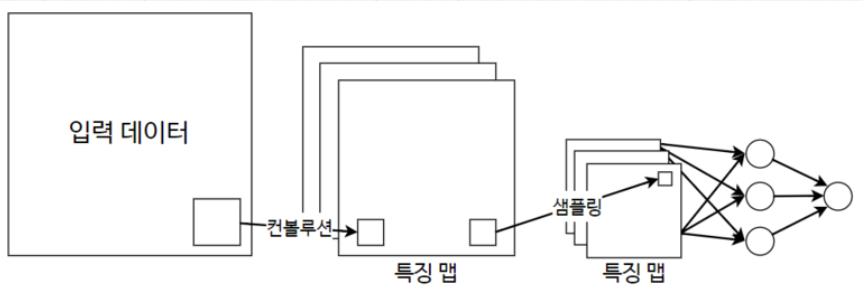 입력 데이터
컨볼루션
특징 맵
샘플링
특징 맵